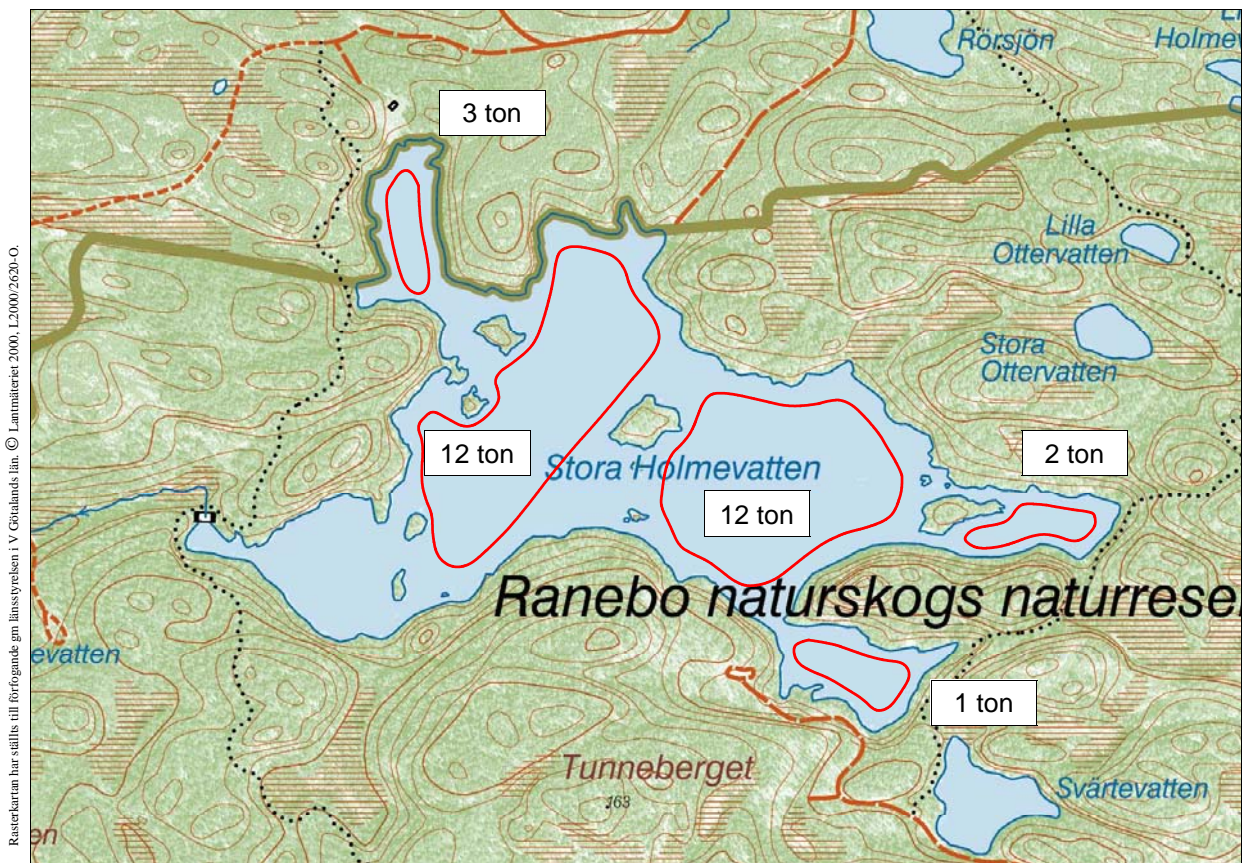 Rörsjön
Holmev
3 ton
Lilla
Ottervatten
Stora
Ottervatten
12 ton
Stora Holmevatten
2 ton
12 ton
Ranebo naturskogs naturrese
evatten
1 ton
Tunneberget
163
Svärtevatten
en
Rasterkartan har ställts till förfogande gm länsstyrelsen i V Götalands län. © Lantmäteriet 2000, L2000/2620-O.